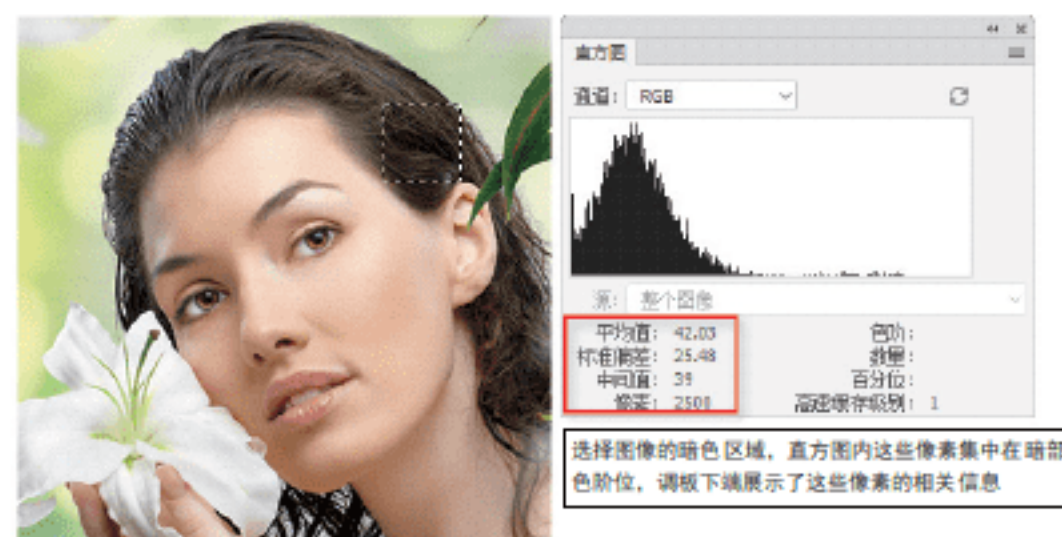 直方图
通道: RGB
源: 整个图像
平均值: 42.03
色阶:
标准偏差: 25.48
数量:
中间值: 39
百分位:
像素: 2500
高速缓存级别: 1
选择图像的暗色区域，直方图内这些像素集中在暗部
色阶位，调板下端展示了这些像素的相关信息